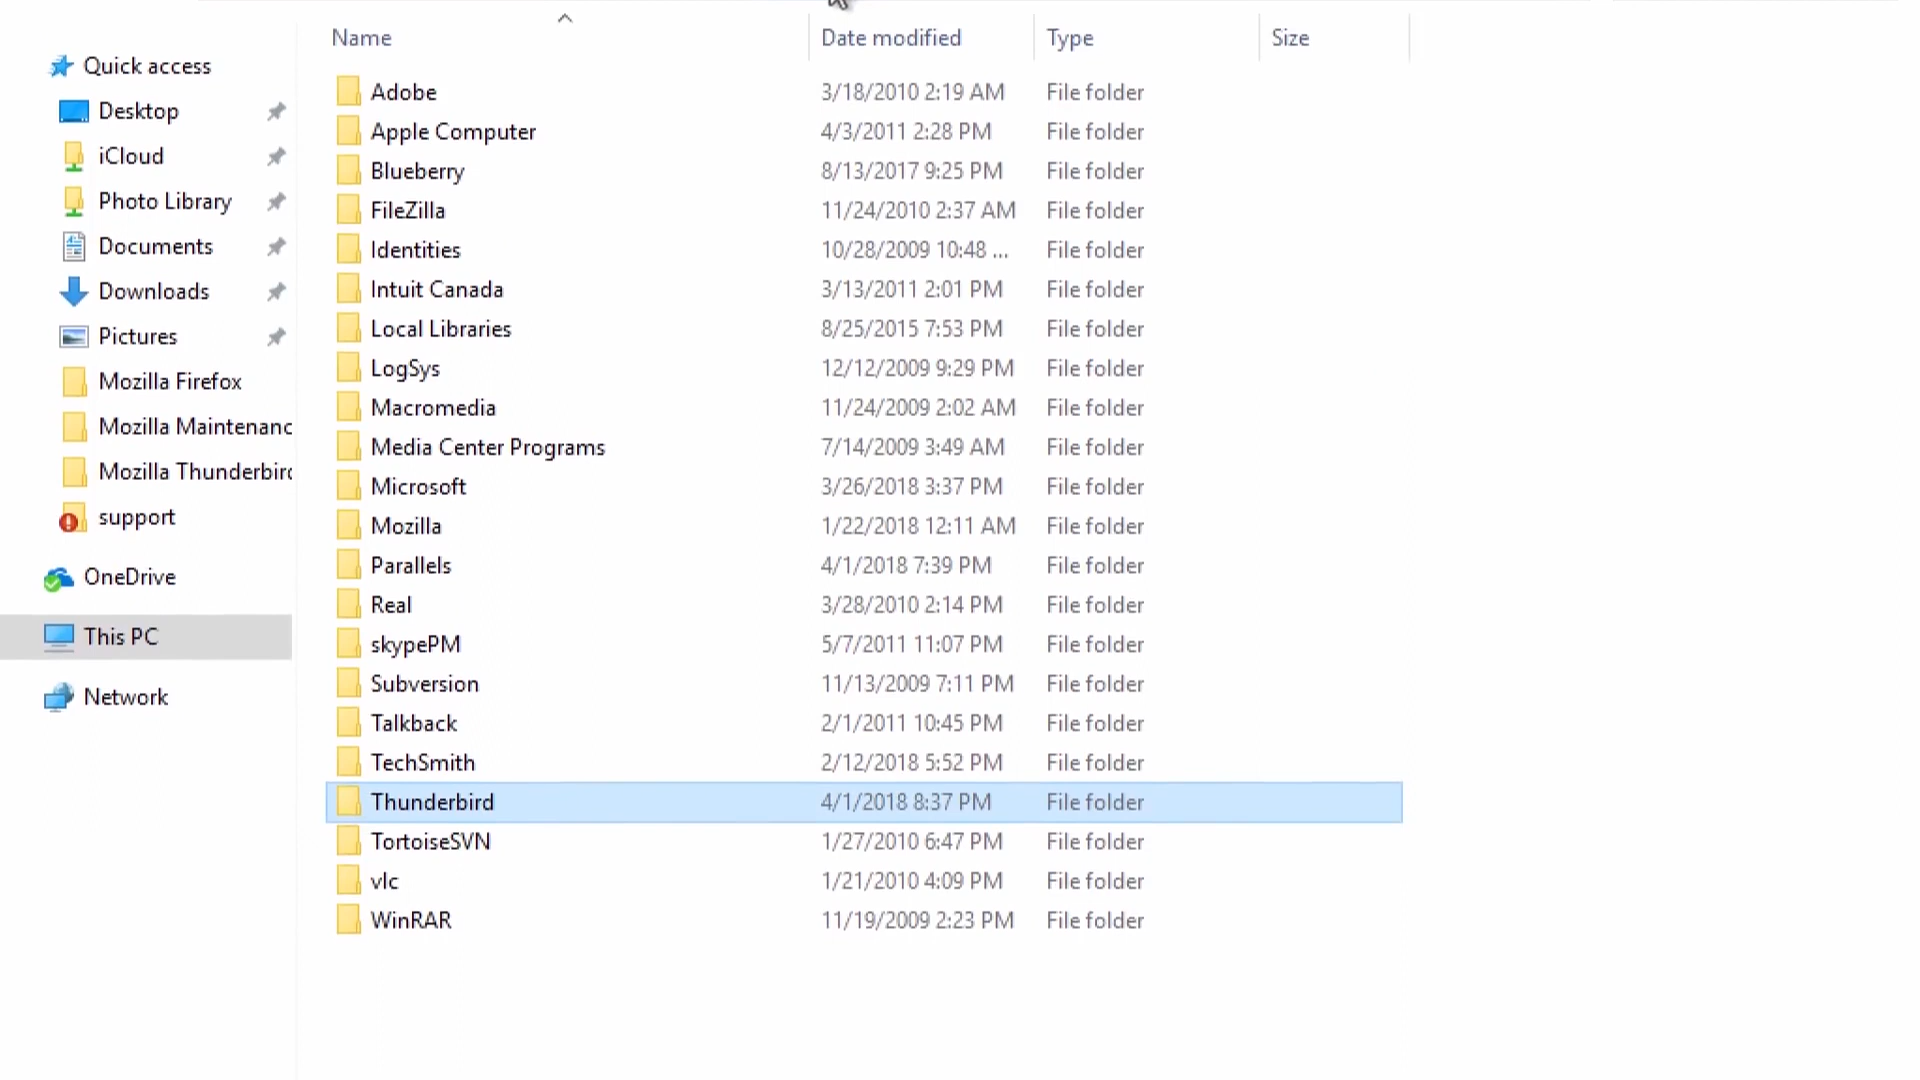 Name Date modified Type Size
Quick access
Desktop
iCloud
Photo Library
Documents
Downloads
Pictures
Mozilla Firefox
Mozilla Maintenanc
Mozilla Thunderbird
support
OneDrive
This PC
Network
Adobe 3/18/2010 2:19 AM File folder
Apple Computer 4/3/2011 2:28 PM File folder
Blueberry 8/13/2017 9:25 PM File folder
FileZilla 11/24/2010 2:37 AM File folder
Identities 10/28/2009 10:48 ... File folder
Intuit Canada 3/13/2011 2:01 PM File folder
Local Libraries 8/25/2015 7:53 PM File folder
LogSys 12/12/2009 9:29 PM File folder
Macromedia 11/24/2009 2:02 AM File folder
Media Center Programs 7/14/2009 3:49 AM File folder
Microsoft 3/26/2018 3:37 PM File folder
Mozilla 1/22/2018 12:11 AM File folder
Parallels 4/1/2018 7:39 PM File folder
Real 3/28/2010 2:14 PM File folder
skypePM 5/7/2011 11:07 PM File folder
Subversion 11/13/2009 7:11 PM File folder
Talkback 2/1/2011 10:45 PM File folder
TechSmith 2/12/2018 5:52 PM File folder
Thunderbird 4/1/2018 8:37 PM File folder
TortoiseSVN 1/27/2010 6:47 PM File folder
vlc 1/21/2010 4:09 PM File folder
WinRAR 11/19/2009 2:23 PM File folder